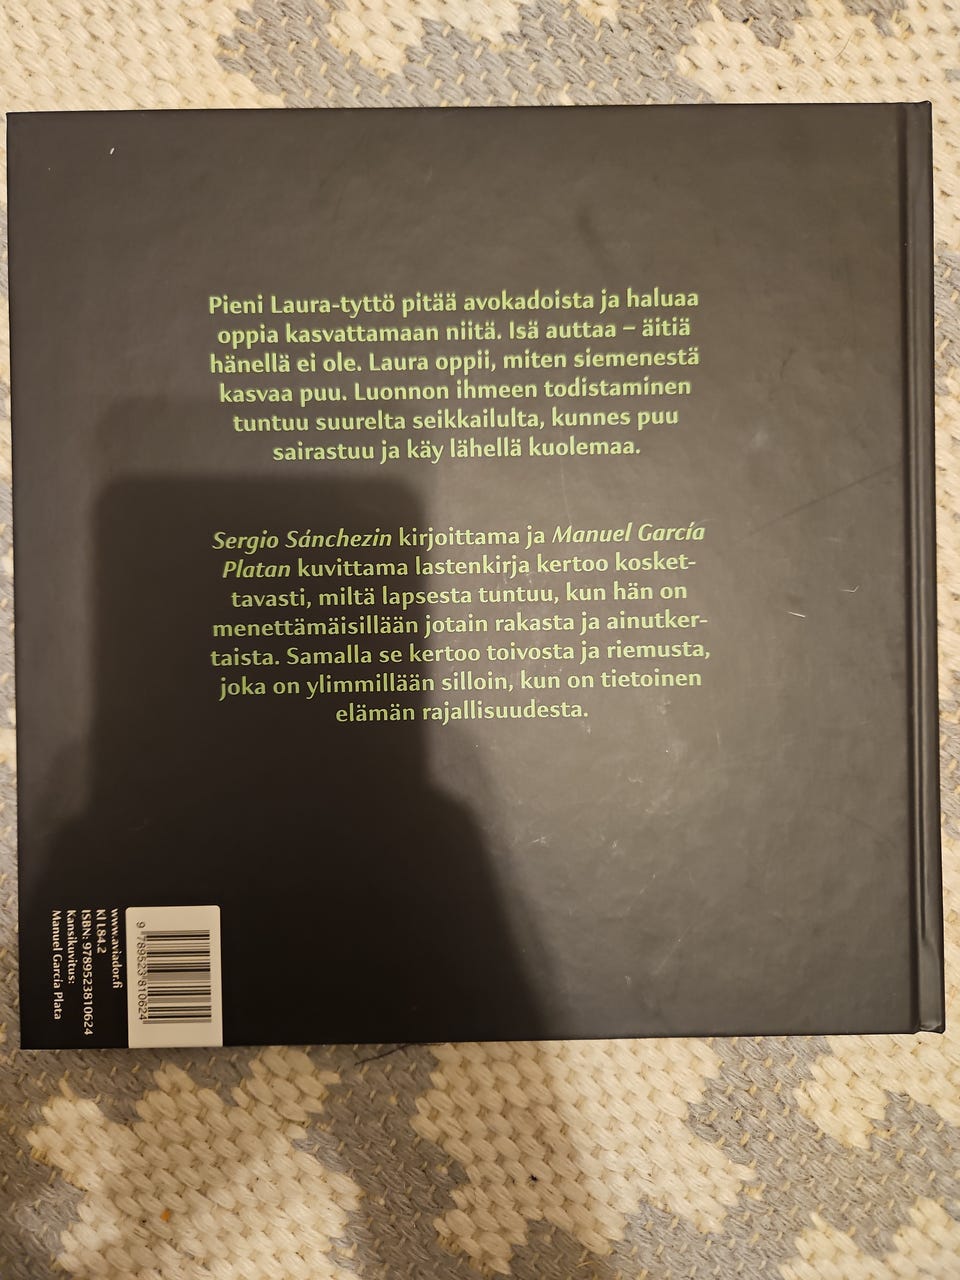 Pieni Laura-tyttö pitää avokadoista ja haluaa
oppia kasvattamaan niitä. Isä auttaa – äitiä
hänellä ei ole. Laura oppii, miten siemenestä
kasvaa puu. Luonnon ihmeen todistaminen
tuntuu suurelta seikkailulta, kunnes puu
sairastuu ja käy lähellä kuolemaa.
Sergio Sánchezin kirjoittama ja Manuel García
Platan kuvittama lastenkirja kertoo kosket-
tavasti, miltä lapsesta tuntuu, kun hän on
menettämäisillään jotain rakasta ja ainutker-
taista. Samalla se kertoo toivosta ja riemusta,
joka on ylimmillään silloin, kun on tietoinen
elämän rajallisuudesta.
www.aviador.fi
Kl L84.2
ISBN: 9789523810624
Kansikuvitus:
Manuel García Plata
9 789523 810624